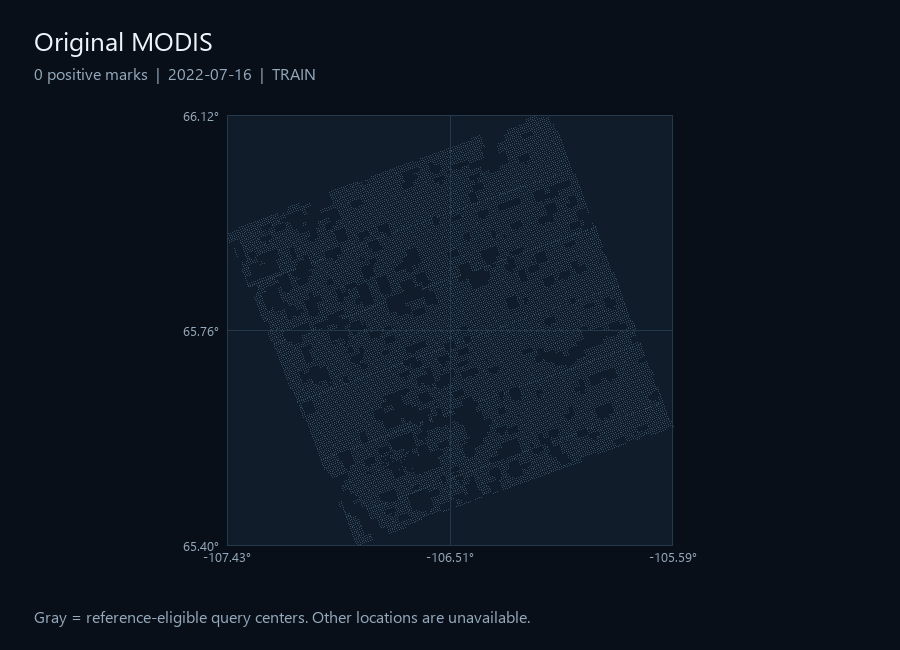 Original MODIS
0 positive marks | 2022-07-16 | TRAIN
66.12°
65.76°
65.40°
-107.43°
-106.51°
-105.59°
Gray = reference-eligible query centers. Other locations are unavailable.